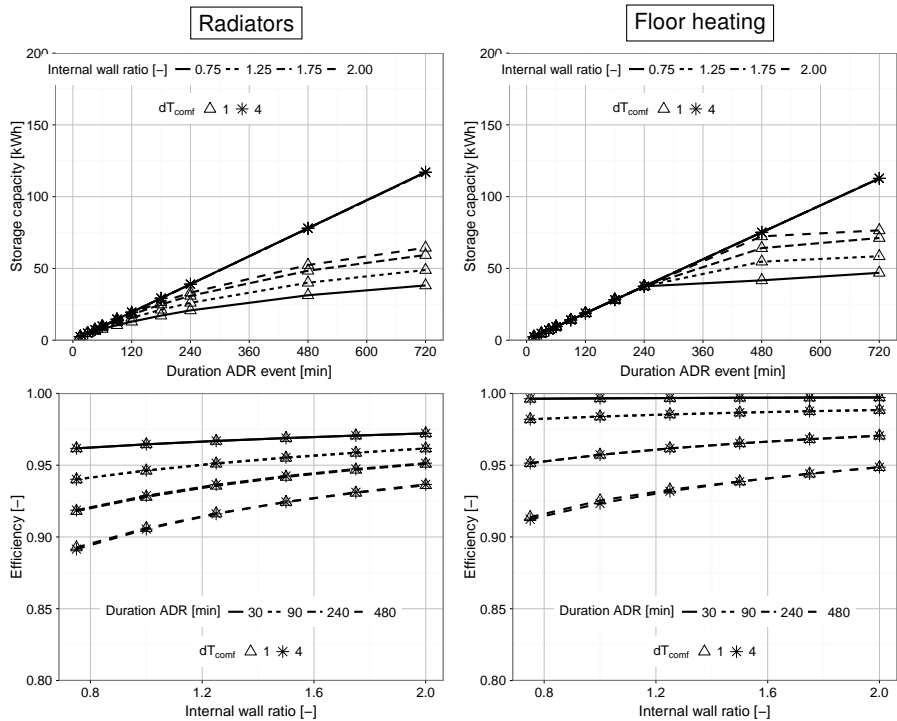 Radiators
Floor heating
200
Internal wall ratio [−] 0.75 1.25 1.75 2.00
dTcomf 1 4
150
100
50
0
Storage capacity [kWh]
0 120 240 360 480 600 720
Duration ADR event [min]
200
Internal wall ratio [−] 0.75 1.25 1.75 2.00
dTcomf 1 4
150
100
50
0
Storage capacity [kWh]
0 120 240 360 480 600 720
Duration ADR event [min]
1.00
0.95
0.90
0.85
0.80
Efficiency [−]
Duration ADR [min] 30 90 240 480
dTcomf 1 4
0.8 1.2 1.6 2.0
Internal wall ratio [−]
1.00
0.95
0.90
0.85
0.80
Efficiency [−]
Duration ADR [min] 30 90 240 480
dTcomf 1 4
0.8 1.2 1.6 2.0
Internal wall ratio [−]